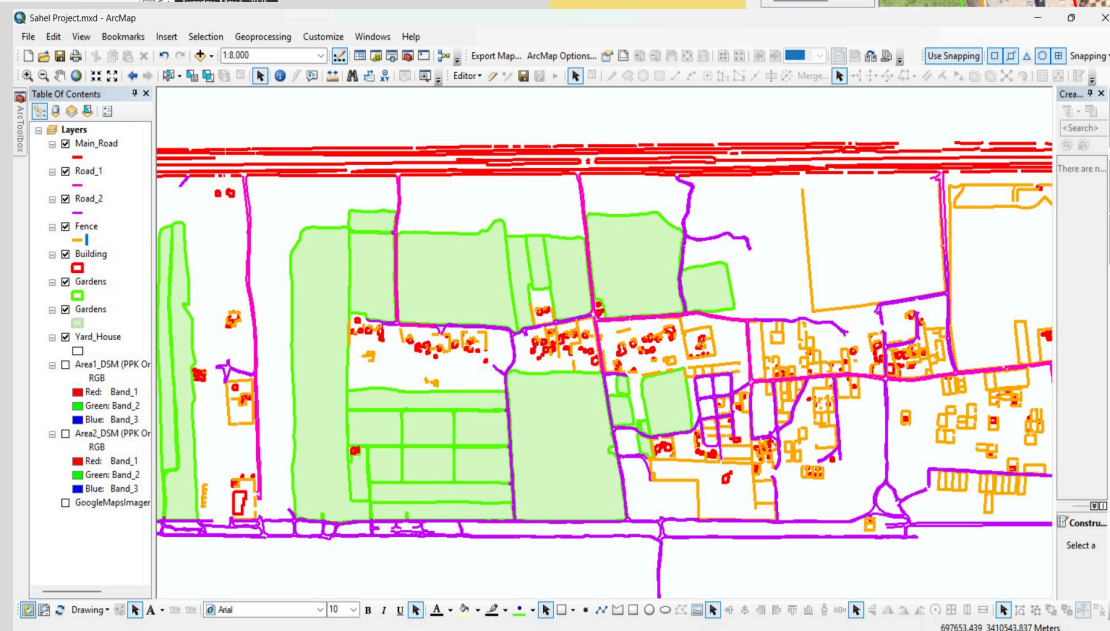 Sahel Project.mxd - ArcMap
File Edit View Bookmarks Insert Selection Geoprocessing Customize Windows Help
1:8,000 Export Map... ArcMap Options... Use Snapping Snapping
Editor Merge...
ArcToolbox
Table Of Contents
Layers
Main_Road
Road_1
Road_2
Fence
Building
Gardens
Gardens
Yard_House
Area1_DSM (PPK Or
RGB
Red: Band_1
Green: Band_2
Blue: Band_3
Area2_DSM (PPK Or
RGB
Red: Band_1
Green: Band_2
Blue: Band_3
GoogleMapsImager
Crea...
<Search>
There are n...
Constru...
Select a
Drawing A Arial 10 B I U A
697653.439 3410543.837 Meters